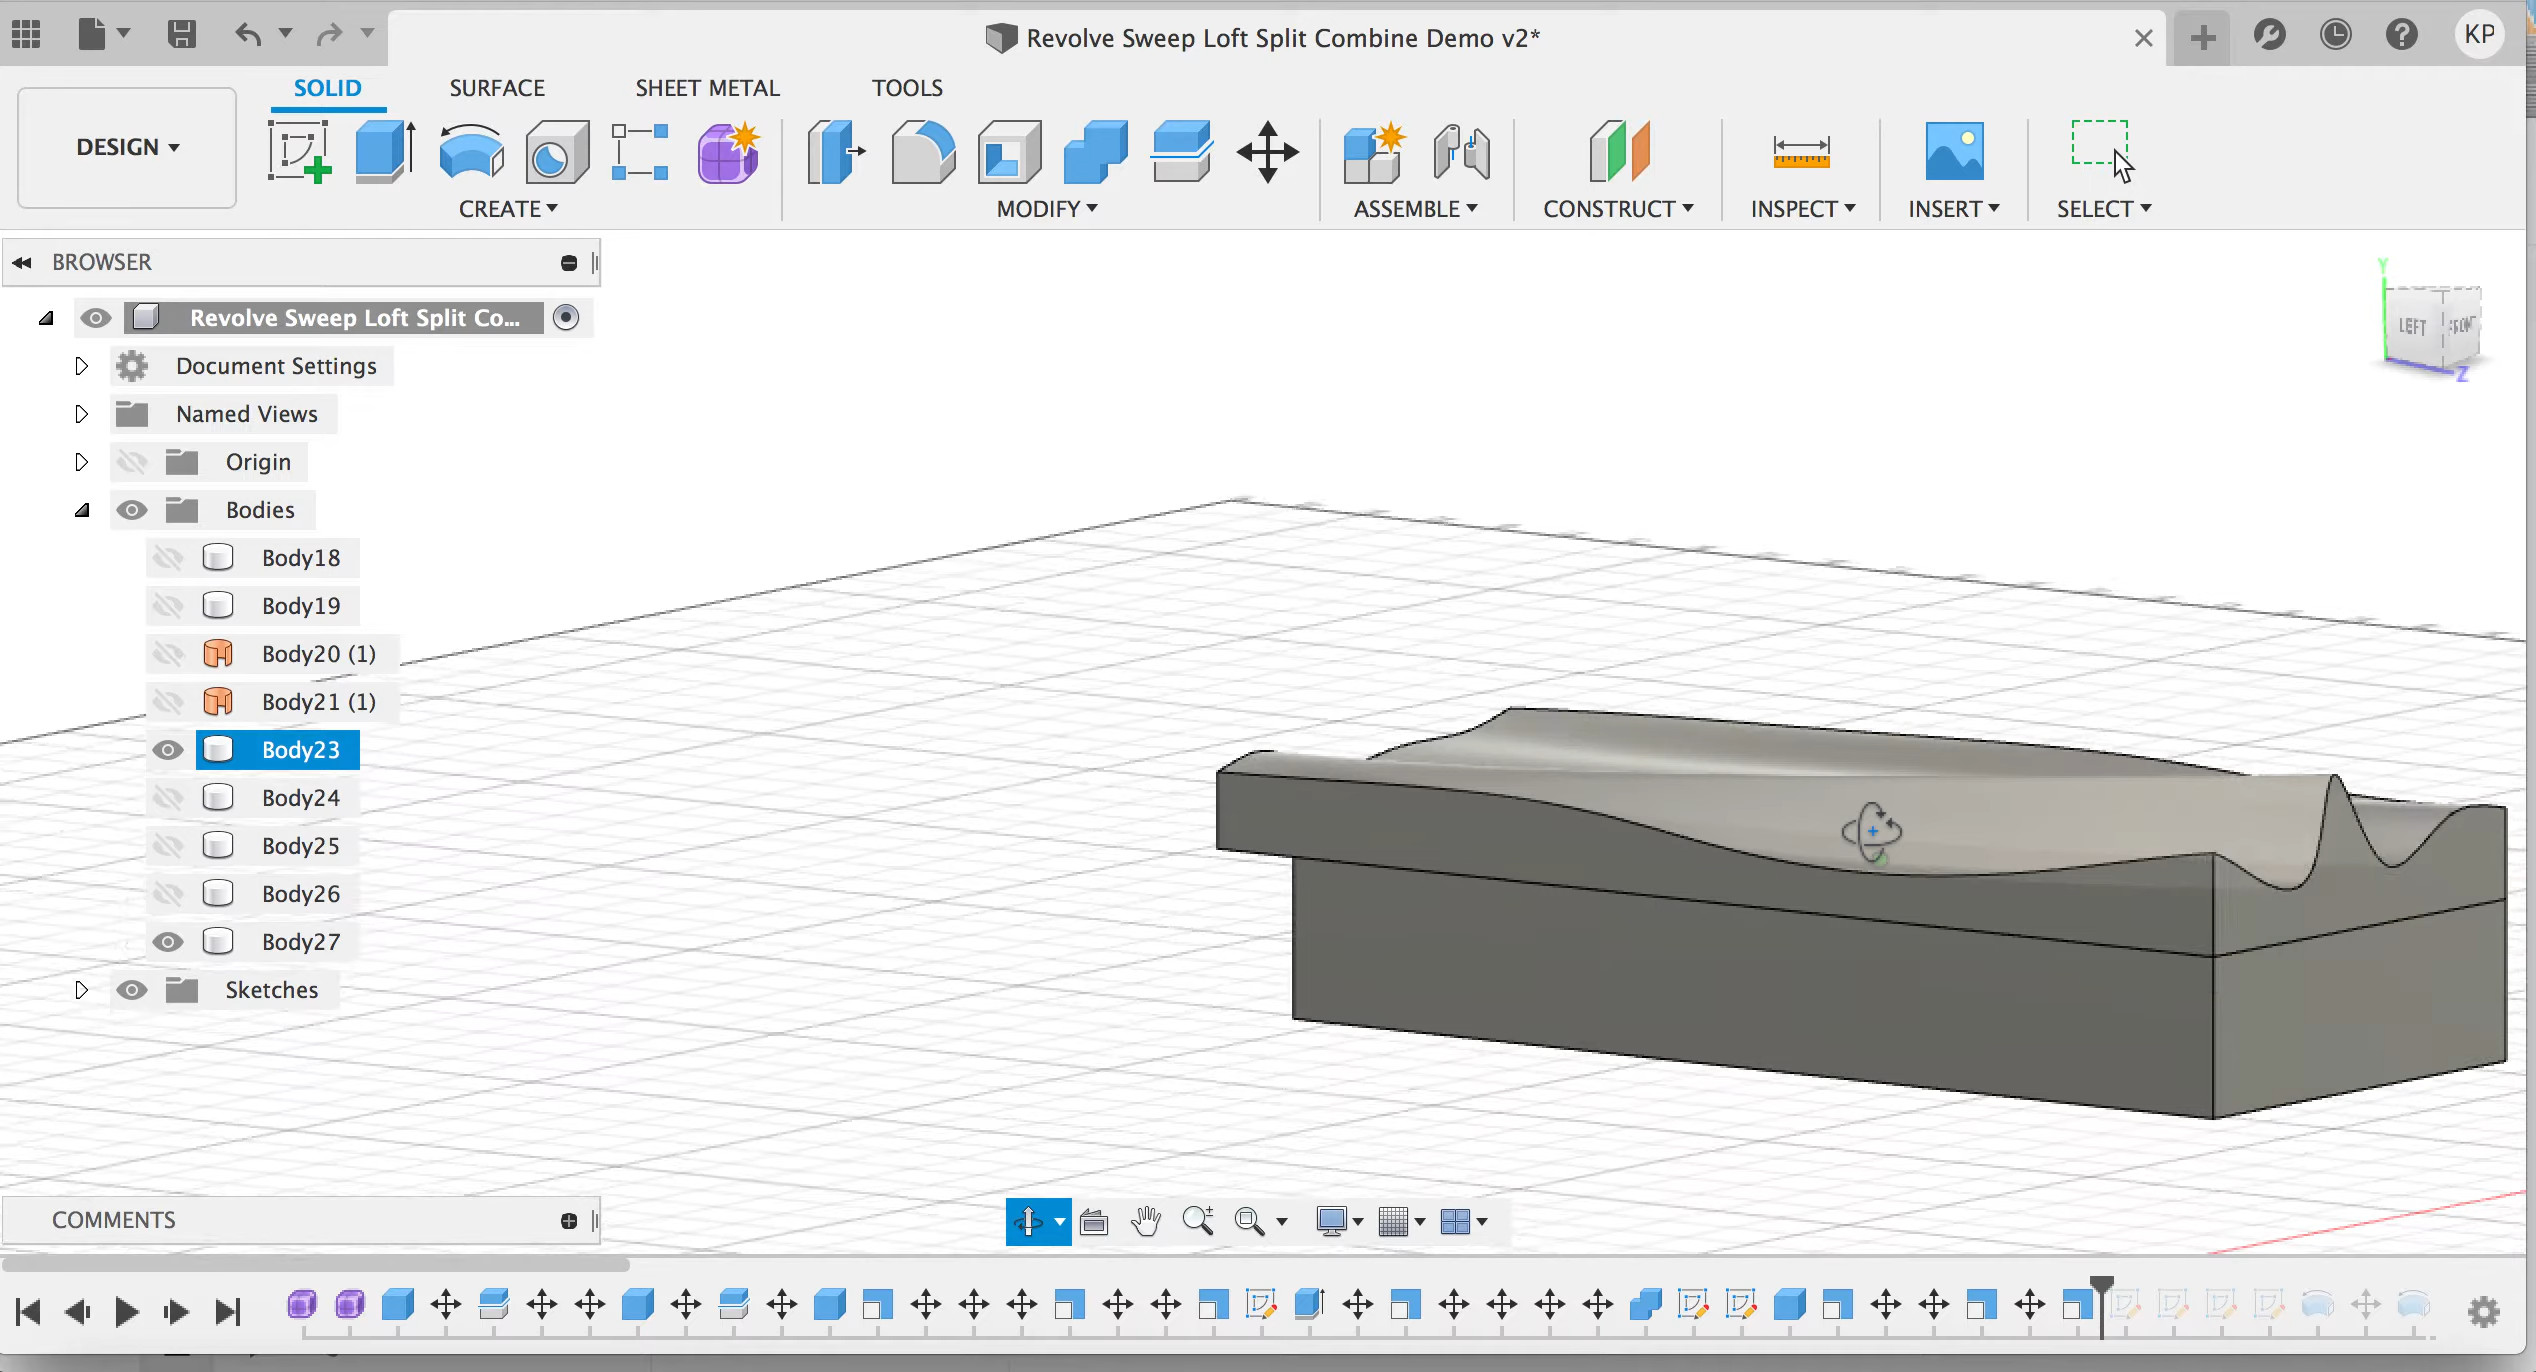 Revolve Sweep Loft Split Combine Demo v2*
KP
SOLID
SURFACE
SHEET METAL
TOOLS
DESIGN
CREATE
MODIFY
ASSEMBLE
CONSTRUCT
INSPECT
INSERT
SELECT
BROWSER
Revolve Sweep Loft Split Co...
Document Settings
Named Views
Origin
Bodies
Body18
Body19
Body20 (1)
Body21 (1)
Body23
Body24
Body25
Body26
Body27
Sketches
Y
LEFT
FRONT
Z
COMMENTS